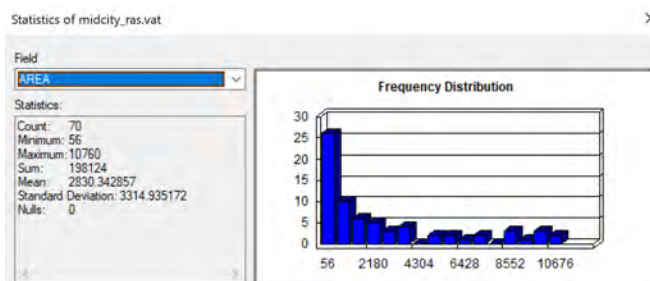 Statistics of midcity_ras.vat
Field
AREA
Statistics:
Count: 70
Minimum: 56
Maximum: 10760
Sum: 198124
Mean: 2830.342857
Standard Deviation: 3314.935172
Nulls: 0
Frequency Distribution
30
25
20
15
10
5
0
56 2180 4304 6428 8552 10676